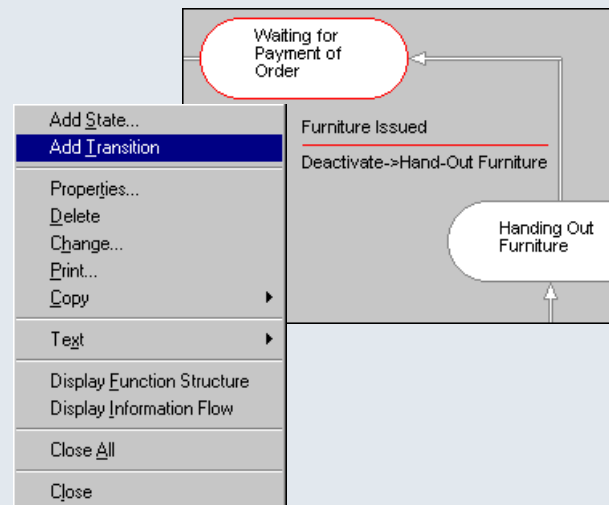 Waiting for
Payment of
Order
Furniture Issued
Deactivate->Hand-Out Furniture
Handing Out
Furniture
Add State...
Add Transition
Properties...
Delete
Change...
Print...
Copy
Text
Display Function Structure
Display Information Flow
Close All
Close